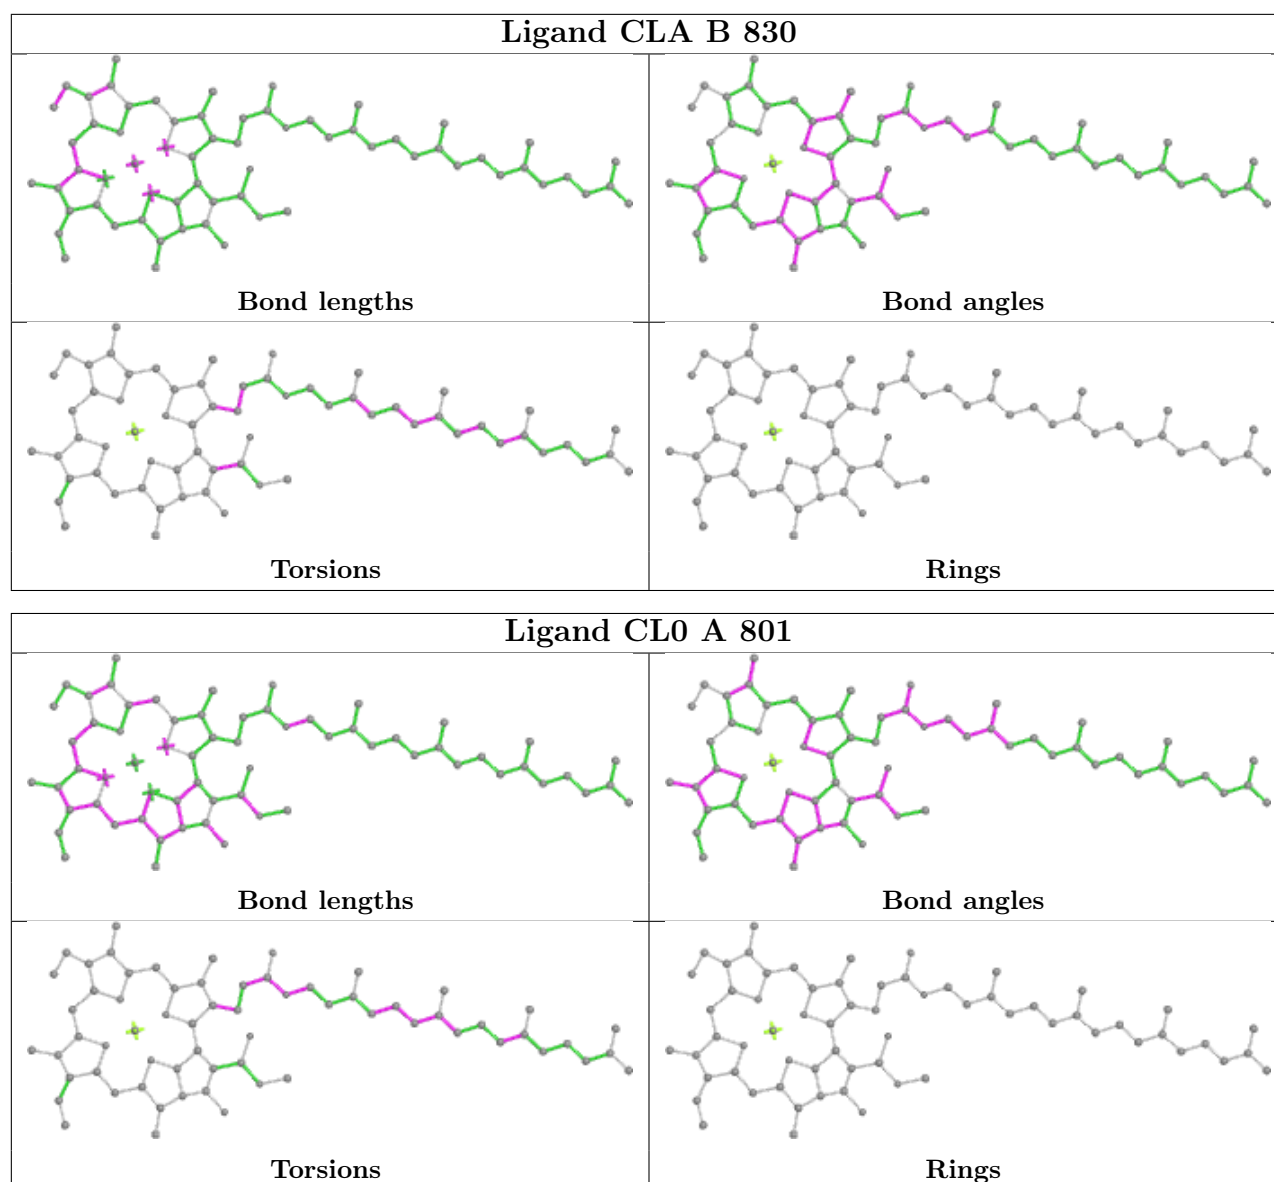 Ligand CLA B 830
Bond lengths
Bond angles
Torsions
Rings
Ligand CL0 A 801
Bond lengths
Bond angles
Torsions
Rings